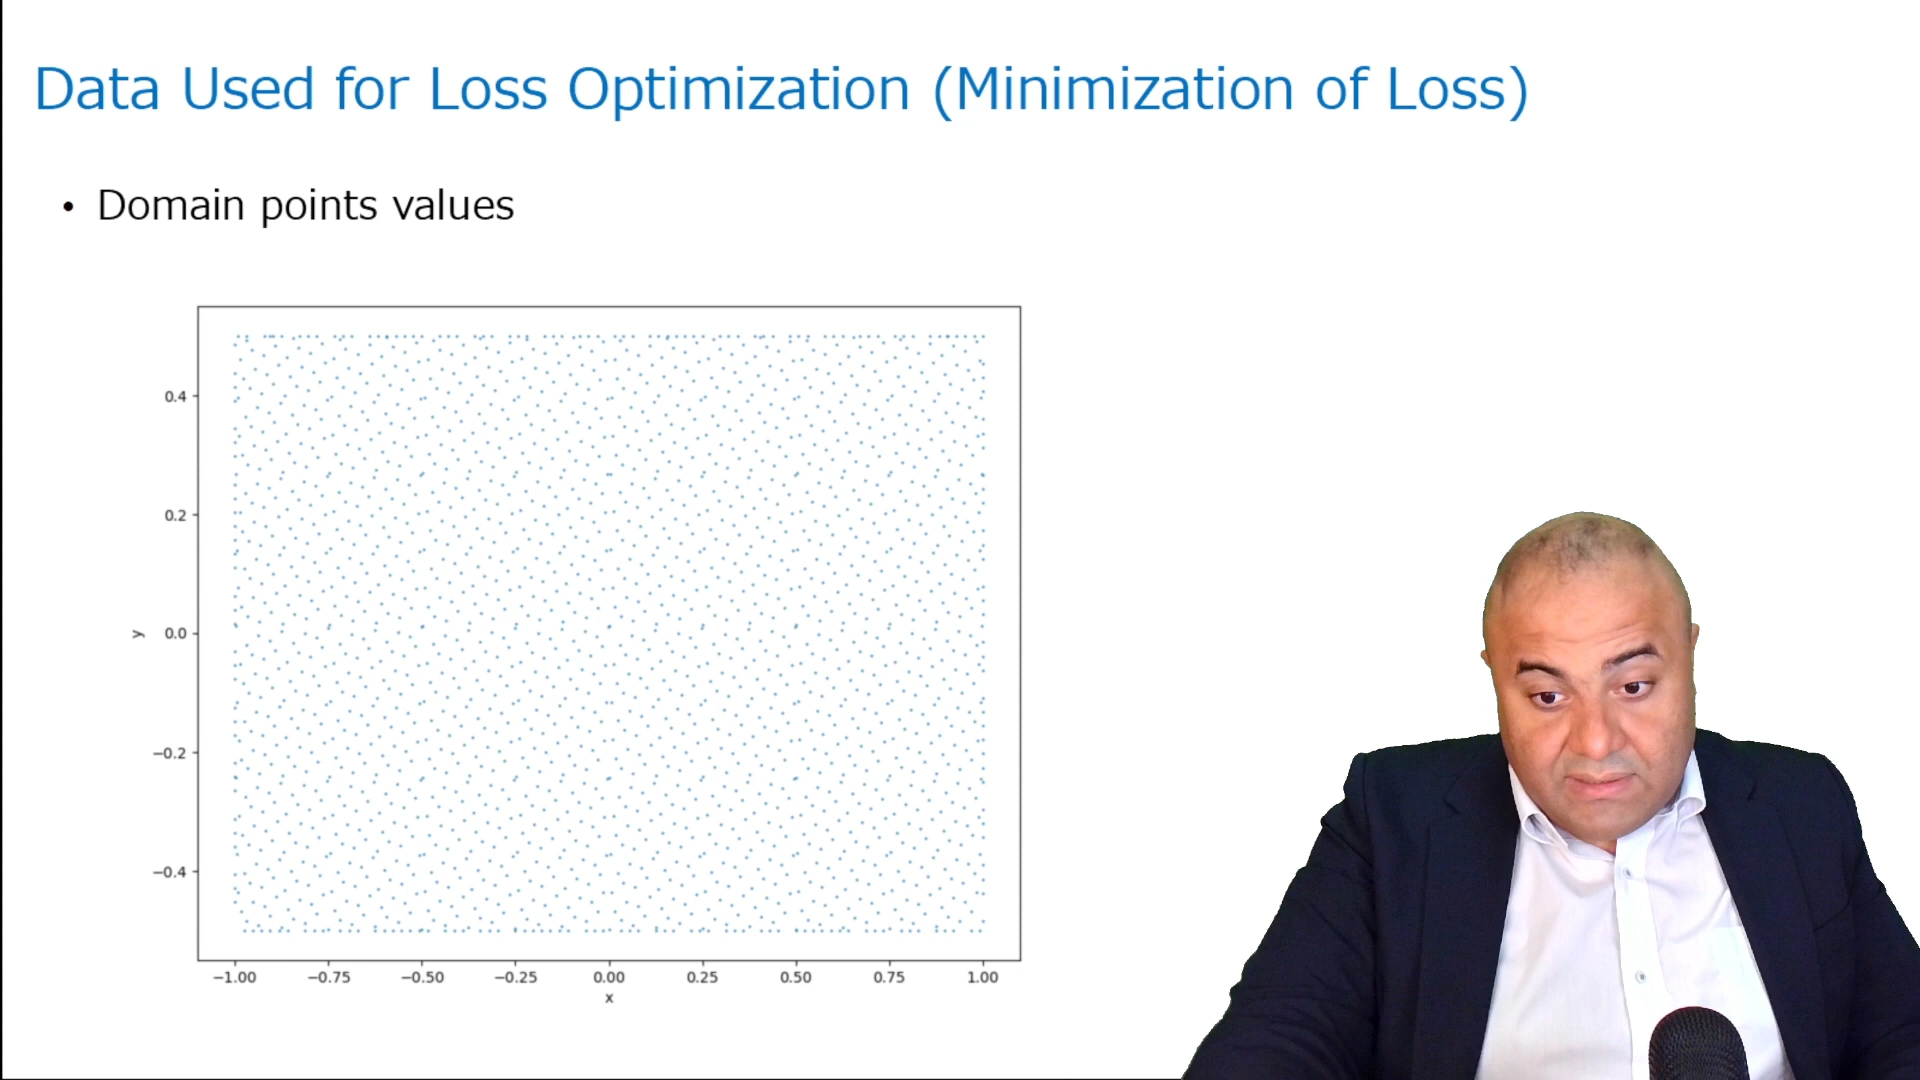 Data Used for Loss Optimization (Minimization of Loss)
• Domain points values
0.4
0.2
0.0
−0.2
−0.4
y
−1.00 −0.75 −0.50 −0.25 0.00 0.25 0.50 0.75 1.00
x